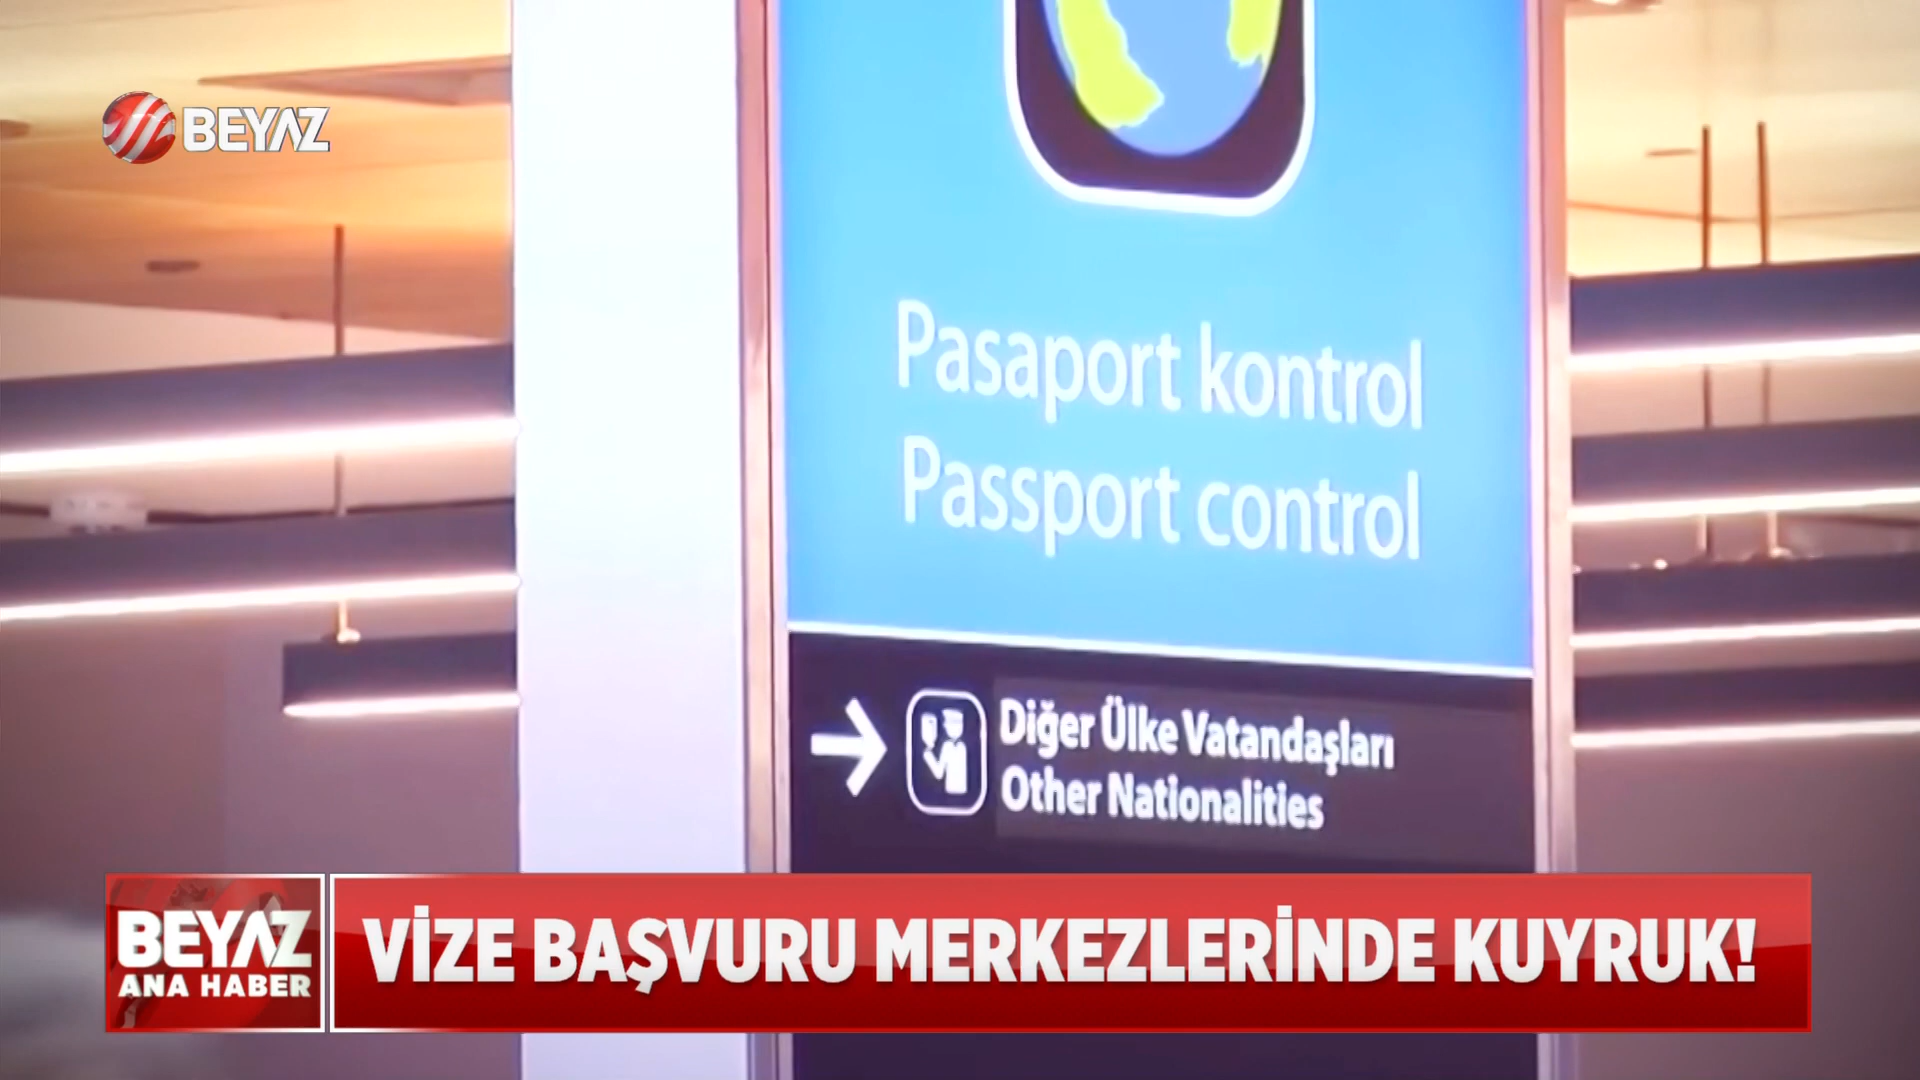 BEYAZ
Pasaport kontrol
Passport control
Diğer Ülke Vatandaşları
Other Nationalities
BEYAZ
ANA HABER
VİZE BAŞVURU MERKEZLERİNDE KUYRUK!